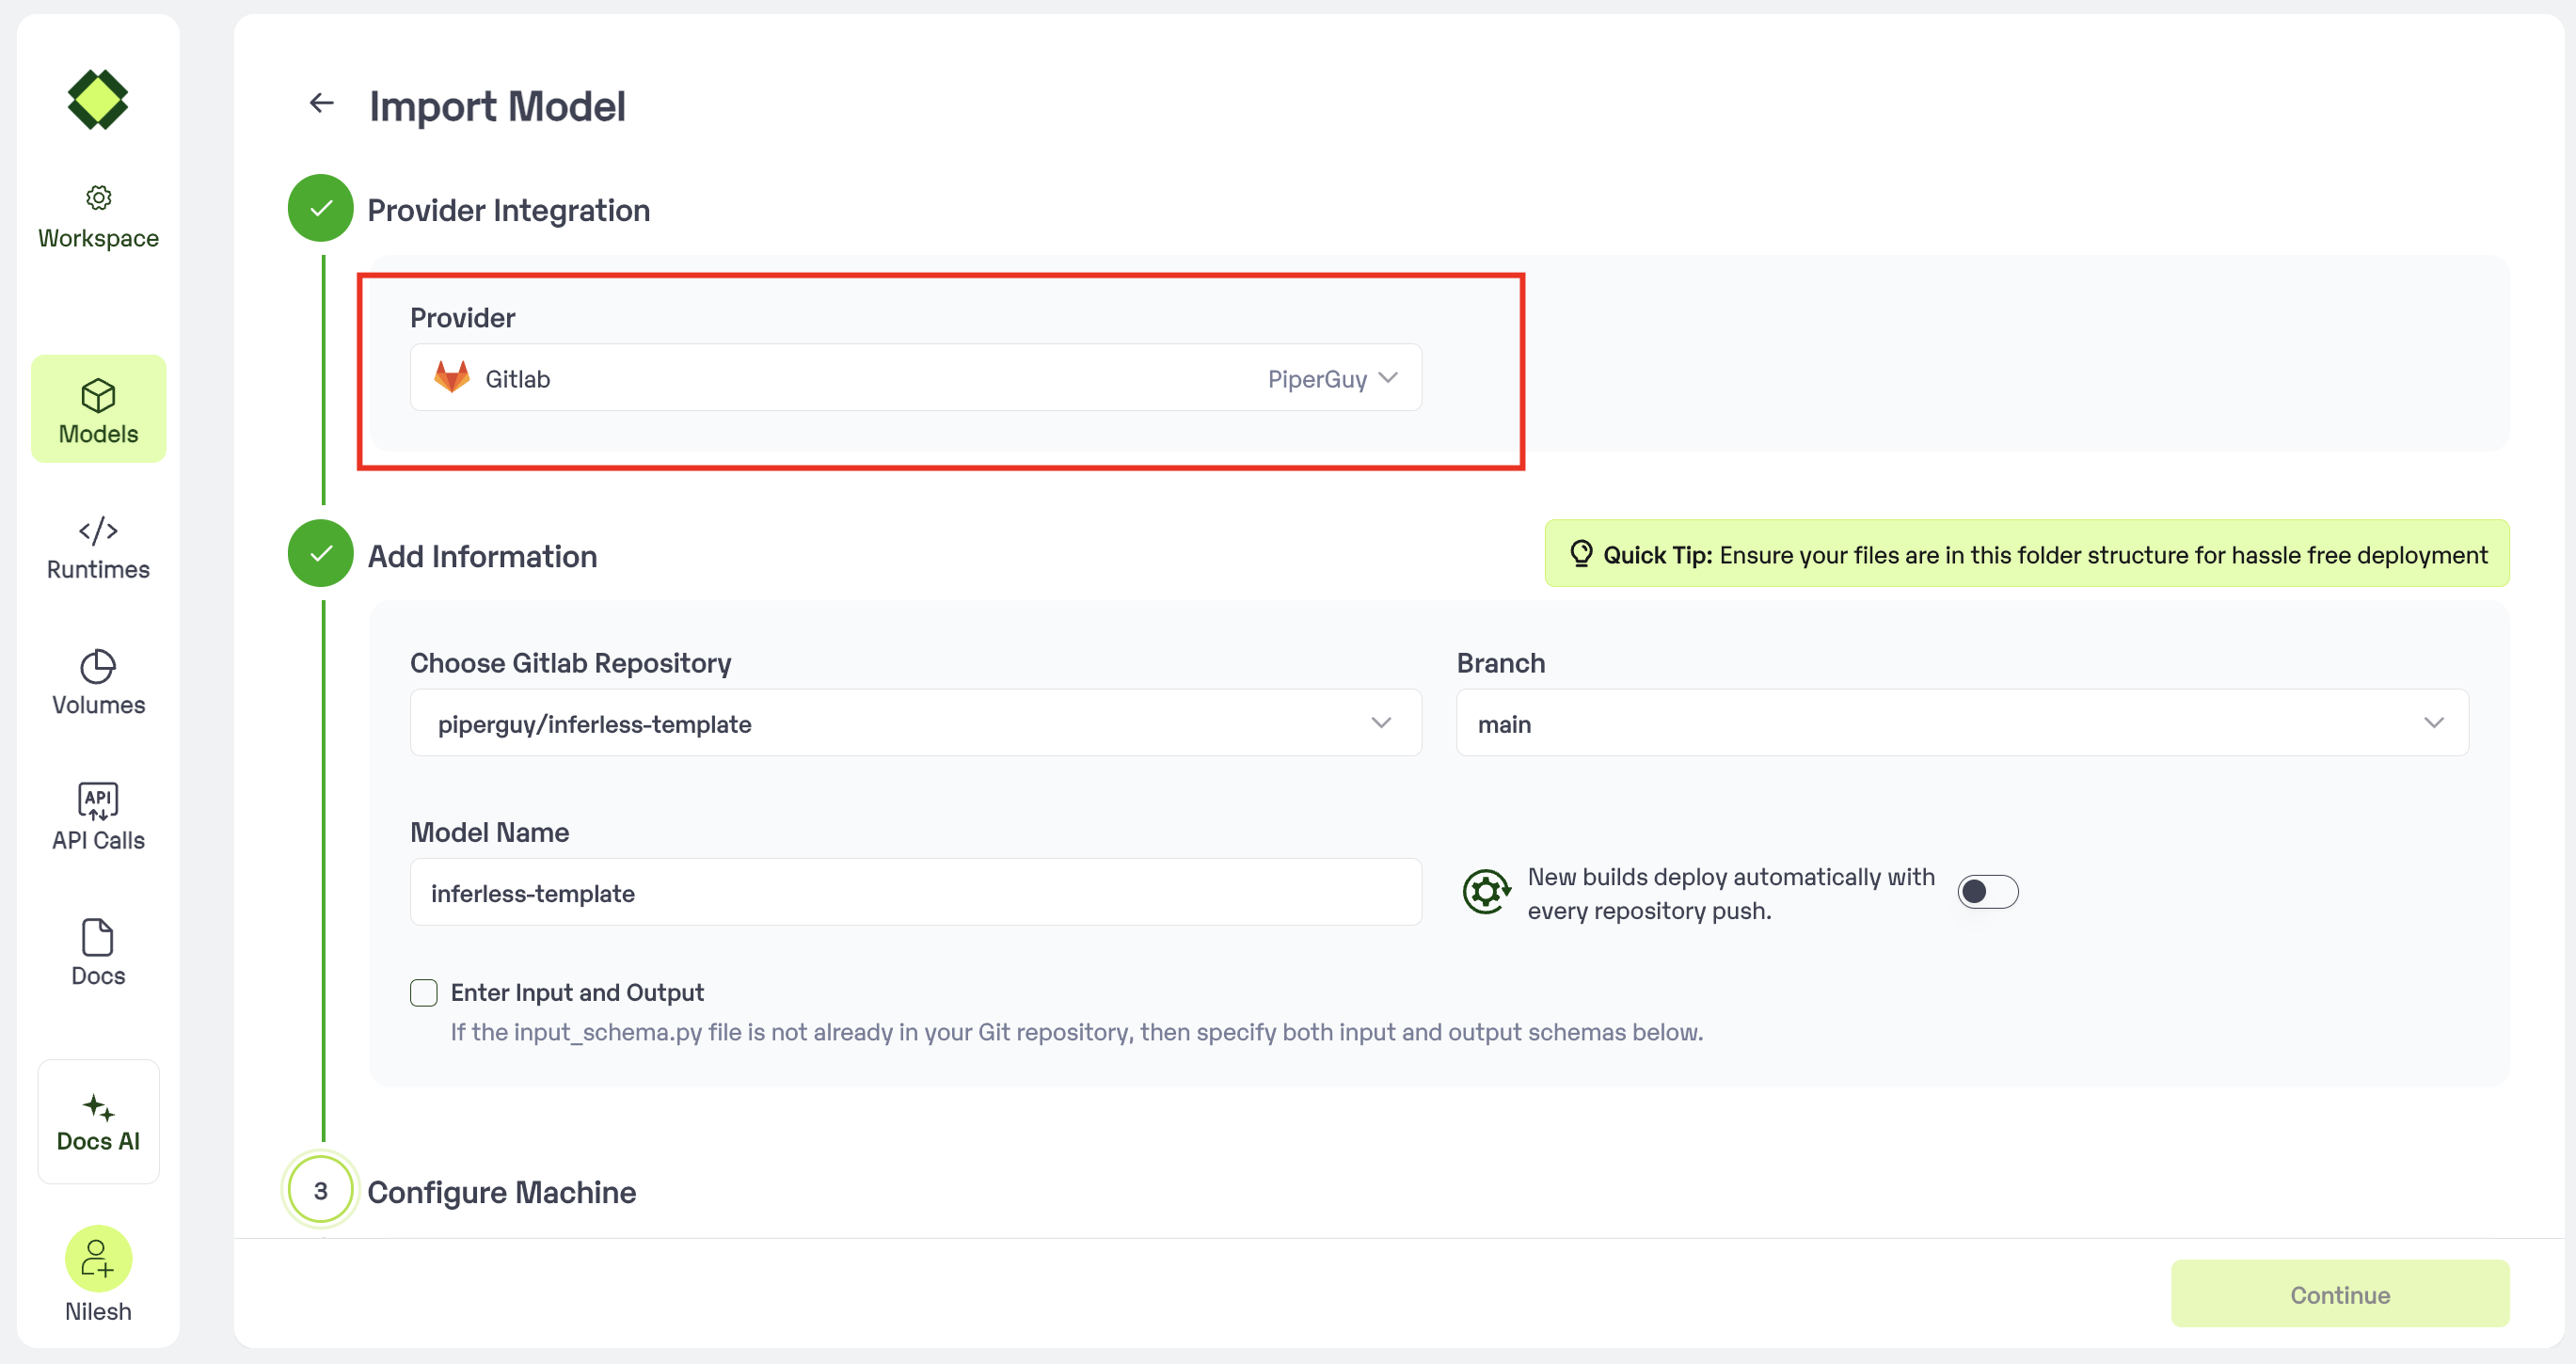 Workspace
Models
Runtimes
Volumes
API
API Calls
Docs
Docs AI
Nilesh
Import Model
Provider Integration
Provider
Gitlab PiperGuy
Add Information
Quick Tip: Ensure your files are in this folder structure for hassle free deployment
Choose Gitlab Repository
piperguy/inferless-template
Branch
main
Model Name
inferless-template
New builds deploy automatically with
every repository push.
Enter Input and Output
If the input_schema.py file is not already in your Git repository, then specify both input and output schemas below.
3 Configure Machine
Continue